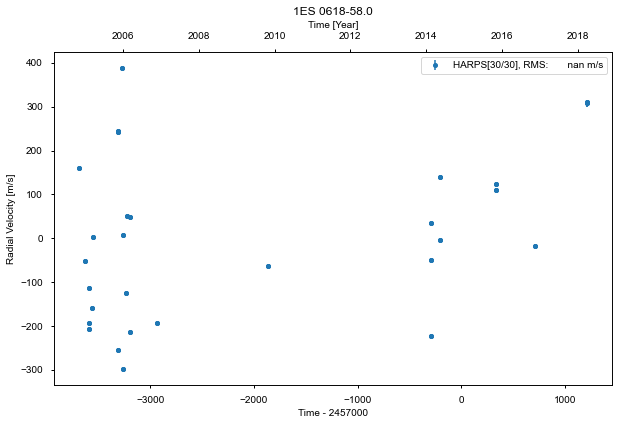 1ES 0618-58.0
Time [Year]
2006 2008 2010 2012 2014 2016 2018
HARPS[30/30], RMS: nan m/s
400
300
200
100
0
−100
−200
−300
Radial Velocity [m/s]
−3000 −2000 −1000 0 1000
Time - 2457000